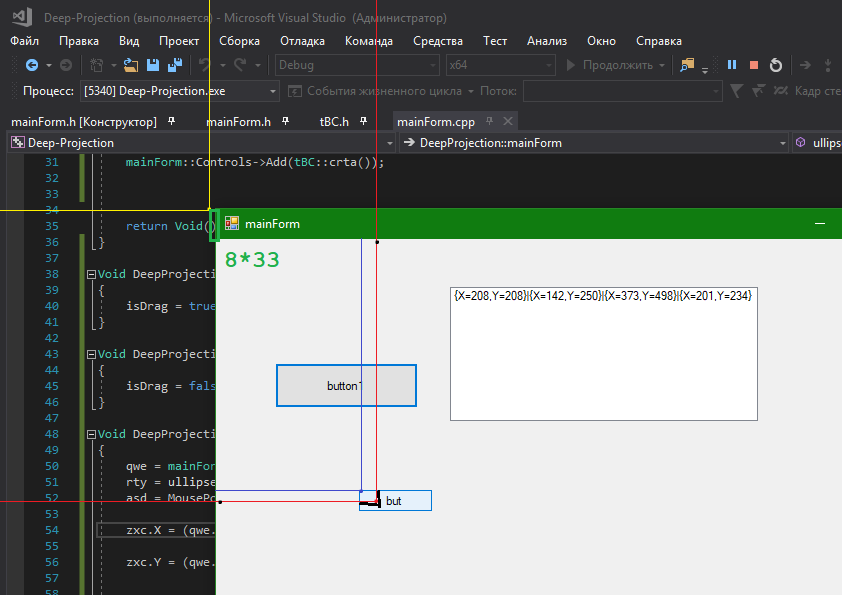 Deep-Projection (выполняется) - Microsoft Visual Studio (Администратор)
Файл Правка Вид Проект Сборка Отладка Команда Средства Тест Анализ Окно Справка
Debug x64 Продолжить
Процесс: [5340] Deep-Projection.exe События жизненного цикла Поток: Кадр сте
mainForm.h [Конструктор] mainForm.h tBC.h mainForm.cpp
Deep-Projection DeepProjection::mainForm ullips
31 mainForm::Controls->Add(tBC::crta());
32
33
34
35 return Void()
36 }
37
38 Void DeepProjecti
39 {
40 isDrag = true
41 }
42
43 Void DeepProjecti
44 {
45 isDrag = fals
46 }
47
48 Void DeepProjecti
49 {
50 qwe = mainFor
51 rty = ullipse
52 asd = MousePo
53
54 zxc.X = (qwe.
55
56 zxc.Y = (qwe.
57
58
mainForm
8*33
{X=208,Y=208}|{X=142,Y=250}|{X=373,Y=498}|{X=201,Y=234}
button1
but